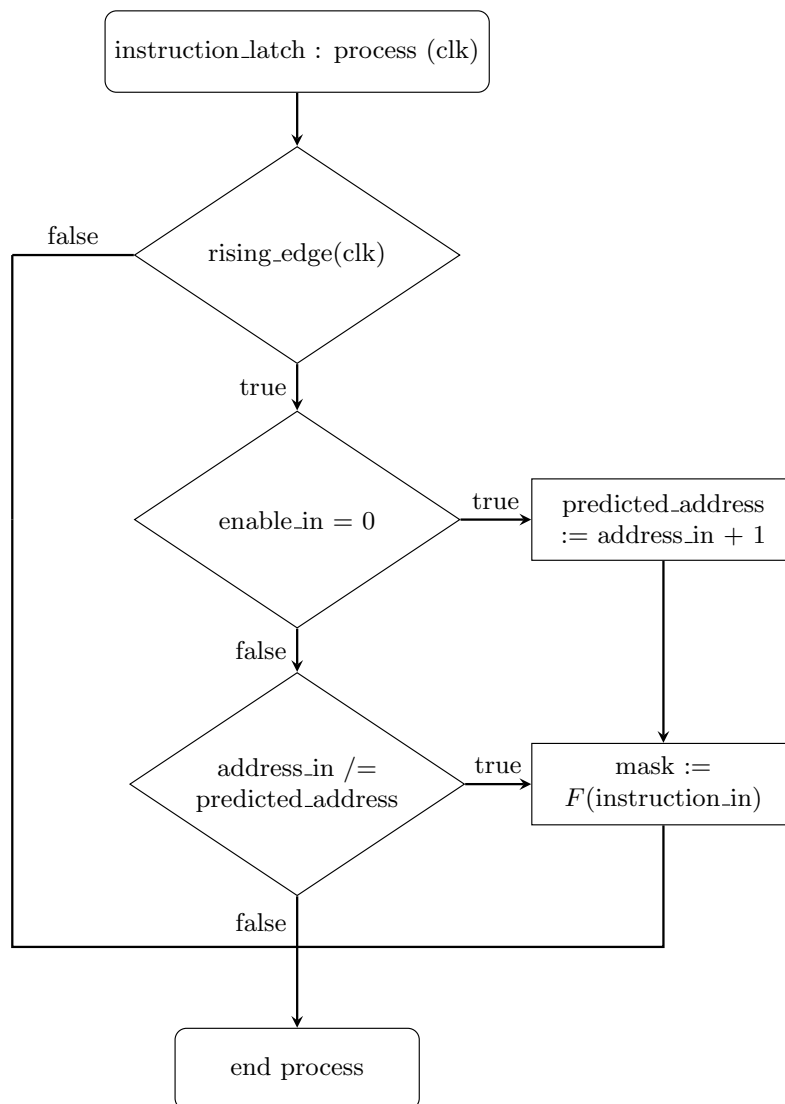 instruction_latch : process (clk)
false
rising_edge(clk)
true
enable_in = 0
true
predicted_address
:= address_in + 1
false
address_in /=
predicted_address
true
mask :=
F(instruction_in)
false
end process